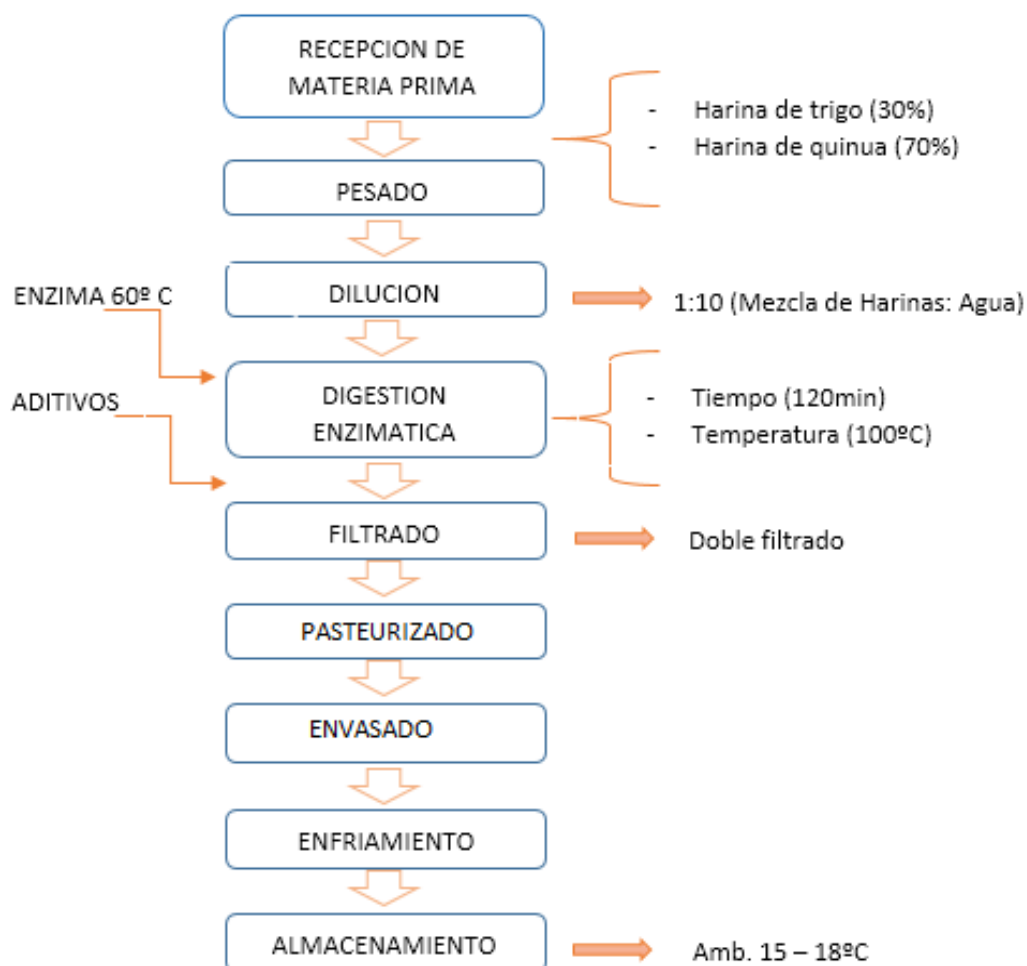 RECEPCION DE
MATERIA PRIMA
- Harina de trigo (30%)
- Harina de quinua (70%)
PESADO
ENZIMA 60º C
DILUCION
1:10 (Mezcla de Harinas: Agua)
ADITIVOS
DIGESTION
ENZIMATICA
- Tiempo (120min)
- Temperatura (100ºC)
FILTRADO
Doble filtrado
PASTEURIZADO
ENVASADO
ENFRIAMIENTO
ALMACENAMIENTO
Amb. 15 – 18ºC